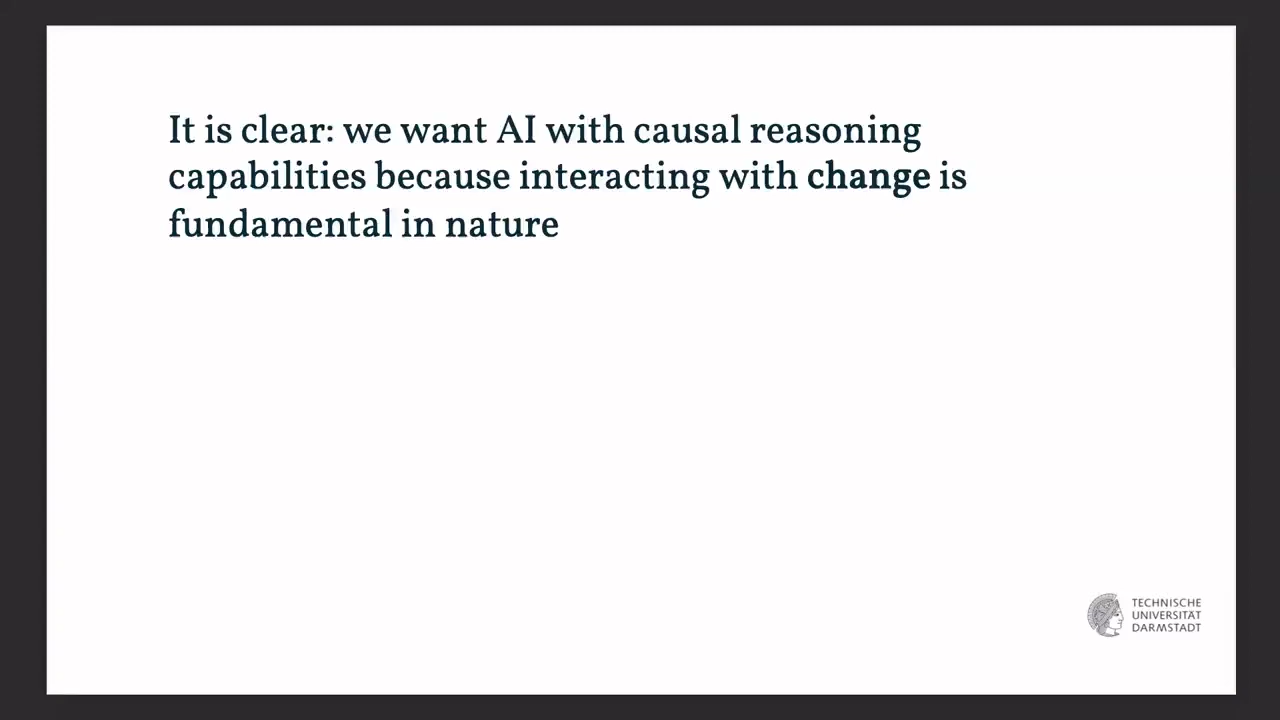 It is clear: we want AI with causal reasoning
capabilities because interacting with change is
fundamental in nature
TECHNISCHE
UNIVERSITÄT
DARMSTADT